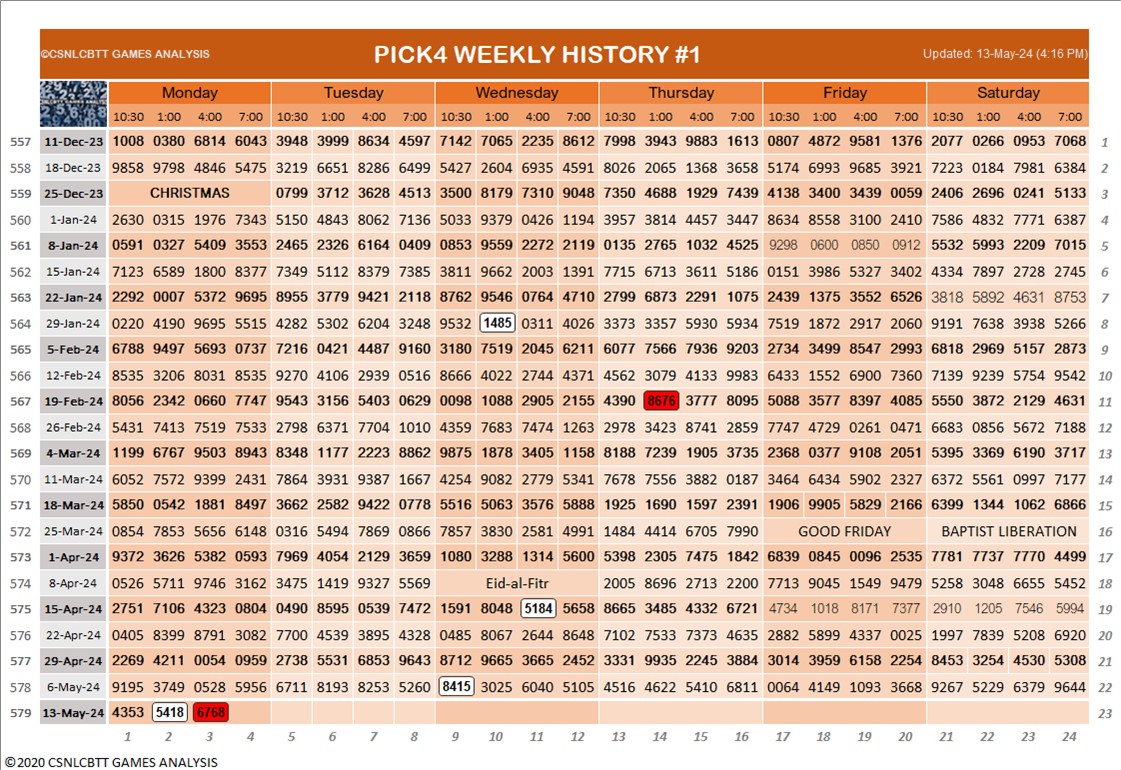 ©CSNLCBTT GAMES ANALYSIS PICK4 WEEKLY HISTORY #1 Updated: 13-May-24 (4:16 PM)
Monday Tuesday Wednesday Thursday Friday Saturday
10:30 1:00 4:00 7:00 10:30 1:00 4:00 7:00 10:30 1:00 4:00 7:00 10:30 1:00 4:00 7:00 10:30 1:00 4:00 7:00 10:30 1:00 4:00 7:00
557 11-Dec-23 1008 0380 6814 6043 3948 3999 8634 4597 7142 7065 2235 8612 7998 3943 9883 1613 0807 4872 9581 1376 2077 0266 0953 7068 1
558 18-Dec-23 9858 9798 4846 5475 3219 6651 8286 6499 5427 2604 6935 4591 8026 2065 1368 3658 5174 6993 9685 3921 7223 0184 7981 6384 2
559 25-Dec-23 CHRISTMAS 0799 3712 3628 4513 3500 8179 7310 9048 7350 4688 1929 7439 4138 3400 3439 0059 2406 2696 0241 5133 3
560 1-Jan-24 2630 0315 1976 7343 5150 4843 8062 7136 5033 9379 0426 1194 3957 3814 4457 3447 8634 8558 3100 2410 7586 4832 7771 6387 4
561 8-Jan-24 0591 0327 5409 3553 2465 2326 6164 0409 0853 9559 2272 2119 0135 2765 1032 4525 9298 0600 0850 0912 5532 5993 2209 7015 5
562 15-Jan-24 7123 6589 1800 8377 7349 5112 8379 7385 3811 9662 2003 1391 7715 6713 3611 5186 0151 3986 5327 3402 4334 7897 2728 2745 6
563 22-Jan-24 2292 0007 5372 9695 8955 3779 9421 2118 8762 9546 0764 4710 2799 6873 2291 1075 2439 1375 3552 6526 3818 5892 4631 8753 7
564 29-Jan-24 0220 4190 9695 5515 4282 5302 6204 3248 9532 1485 0311 4026 3373 3357 5930 5934 7519 1872 2917 2060 9191 7638 3938 5266 8
565 5-Feb-24 6788 9497 5693 0737 7216 0421 4487 9160 3180 7519 2045 6211 6077 7566 7936 9203 2734 3499 8547 2993 6818 2969 5157 2873 9
566 12-Feb-24 8535 3206 8031 8535 9270 4106 2939 0516 8666 4022 2744 4371 4562 3079 4133 9983 6433 1552 6900 7360 7139 9239 5754 9542 10
567 19-Feb-24 8056 2342 0660 7747 9543 3156 5403 0629 0098 1088 2905 2155 4390 8676 3777 8095 5088 3577 8397 4085 5550 3872 2129 4631 11
568 26-Feb-24 5431 7413 7519 7533 2798 6371 7704 1010 4359 7683 7474 1263 2978 3423 8741 2859 7747 4729 0261 0471 6683 0856 5672 7188 12
569 4-Mar-24 1199 6767 9503 8943 8348 1177 2223 8862 9875 1878 3405 1158 8188 7239 1905 3735 2368 0377 9108 2051 5395 3369 6190 3717 13
570 11-Mar-24 6052 7572 9399 2431 7864 3931 9387 1667 4254 9082 2779 5341 7678 7556 3882 0187 3464 6434 5902 2327 6372 5561 0997 7177 14
571 18-Mar-24 5850 0542 1881 8497 3662 2582 9422 0778 5516 5063 3576 5888 1925 1690 1597 2391 1906 9905 5829 2166 6399 1344 1062 6866 15
572 25-Mar-24 0854 7853 5656 6148 0316 5494 7869 0866 7857 3830 2581 4991 1484 4414 6705 7990 GOOD FRIDAY BAPTIST LIBERATION 16
573 1-Apr-24 9372 3626 5382 0593 7969 4054 2129 3659 1080 3288 1314 5600 5398 2305 7475 1842 6839 0845 0096 2535 7781 7737 7770 4499 17
574 8-Apr-24 0526 5711 9746 3162 3475 1419 9327 5569 Eid-al-Fitr 2005 8696 2713 2200 7713 9045 1549 9479 5258 3048 6655 5452 18
575 15-Apr-24 2751 7106 4323 0804 0490 8595 0539 7472 1591 8048 5184 5658 8665 3485 4332 6721 4734 1018 8171 7377 2910 1205 7546 5994 19
576 22-Apr-24 0405 8399 8791 3082 7700 4539 3895 4328 0485 8067 2644 8648 7102 7533 7373 4635 2882 5899 4337 0025 1997 7839 5208 6920 20
577 29-Apr-24 2269 4211 0054 0959 2738 5531 6853 9643 8712 9665 3665 2452 3331 9935 2245 3884 3014 3959 6158 2254 8453 3254 4530 5308 21
578 6-May-24 9195 3749 0528 5956 6711 8193 8253 5260 8415 3025 6040 5105 4516 4622 5410 6811 0064 4149 1093 3668 9267 5229 6379 9644 22
579 13-May-24 4353 5418 6768 23
1 2 3 4 5 6 7 8 9 10 11 12 13 14 15 16 17 18 19 20 21 22 23 24
©2020 CSNLCBTT GAMES ANALYSIS